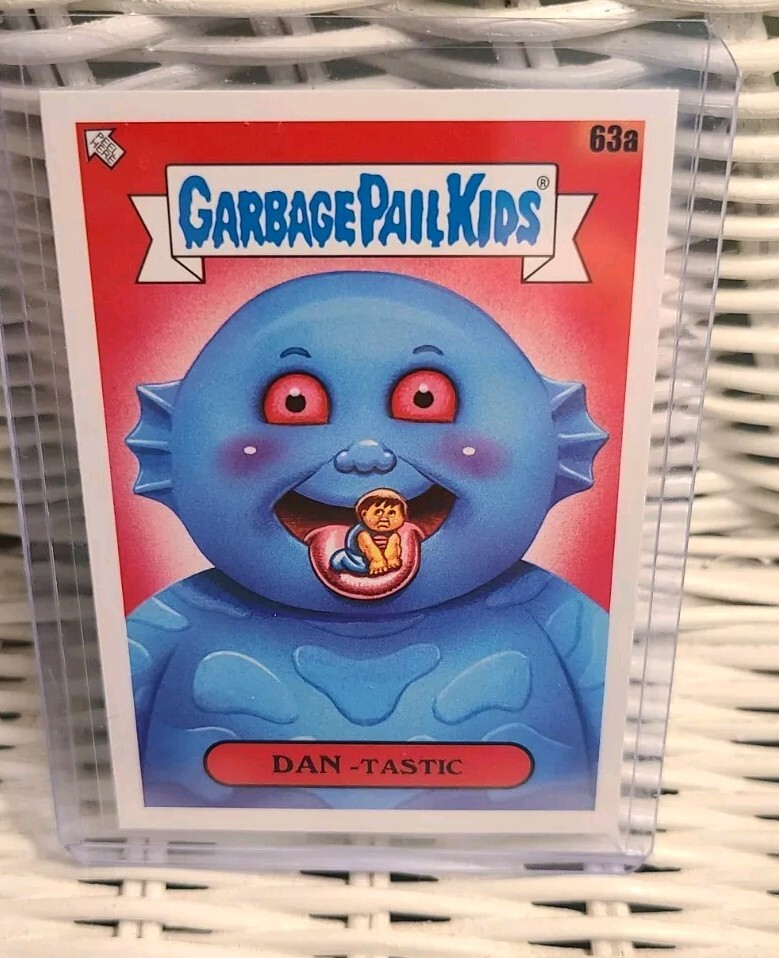 63a
PEEL HERE
GARBAGE PAIL KIDS®
DAN -TASTIC